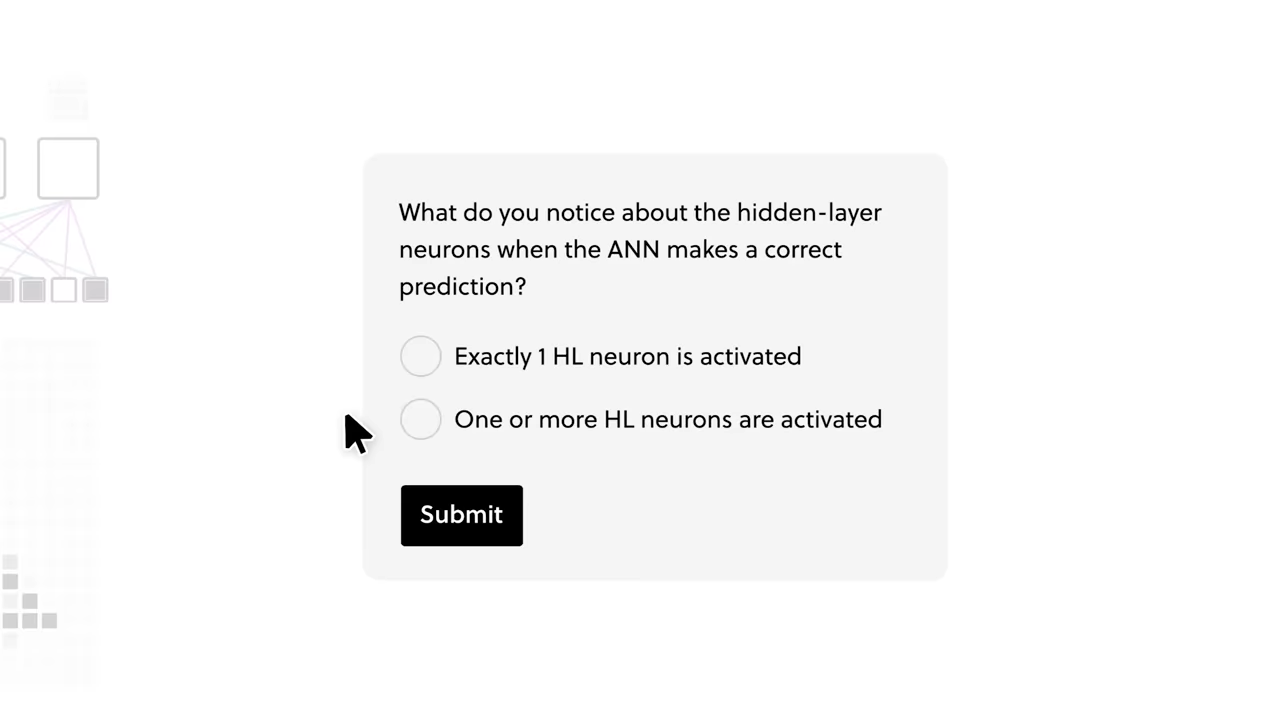 What do you notice about the hidden-layer
neurons when the ANN makes a correct
prediction?
Exactly 1 HL neuron is activated
One or more HL neurons are activated
Submit